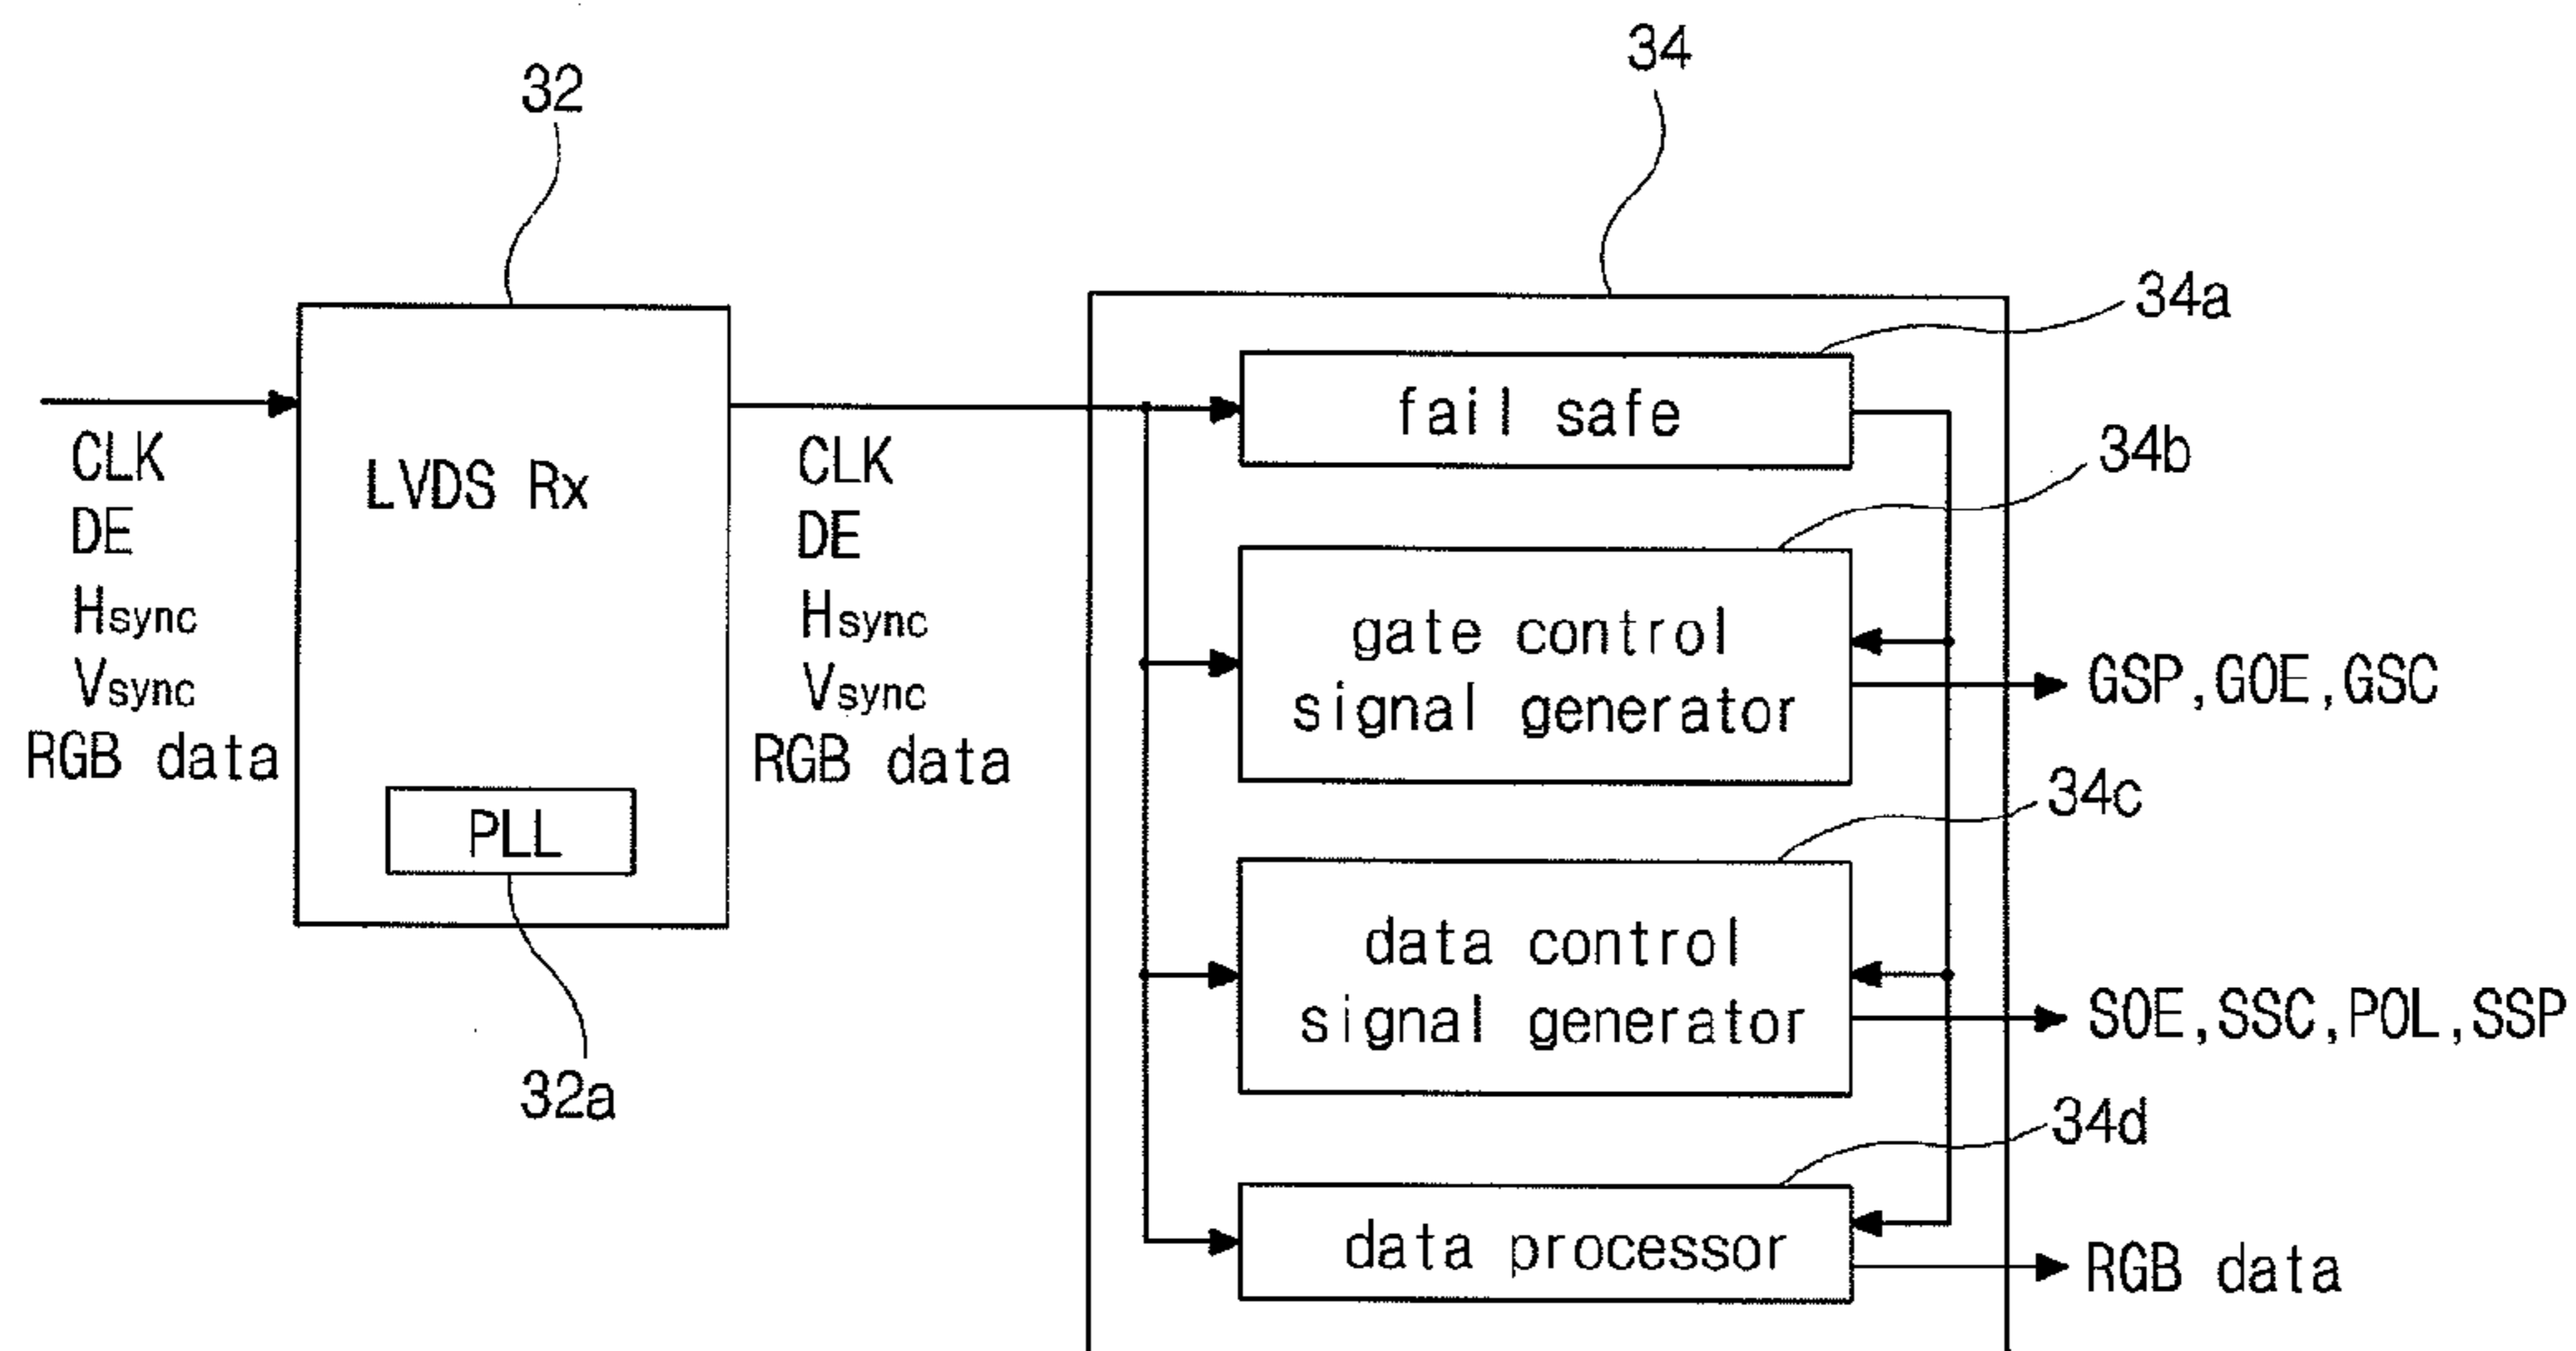 32
34
CLK
DE
Hsync
Vsync
RGB data
LVDS Rx
PLL
32a
CLK
DE
Hsync
Vsync
RGB data
fail safe
34a
gate control
signal generator
34b
GSP,GOE,GSC
data control
signal generator
34c
SOE,SSC,POL,SSP
data processor
34d
RGB data